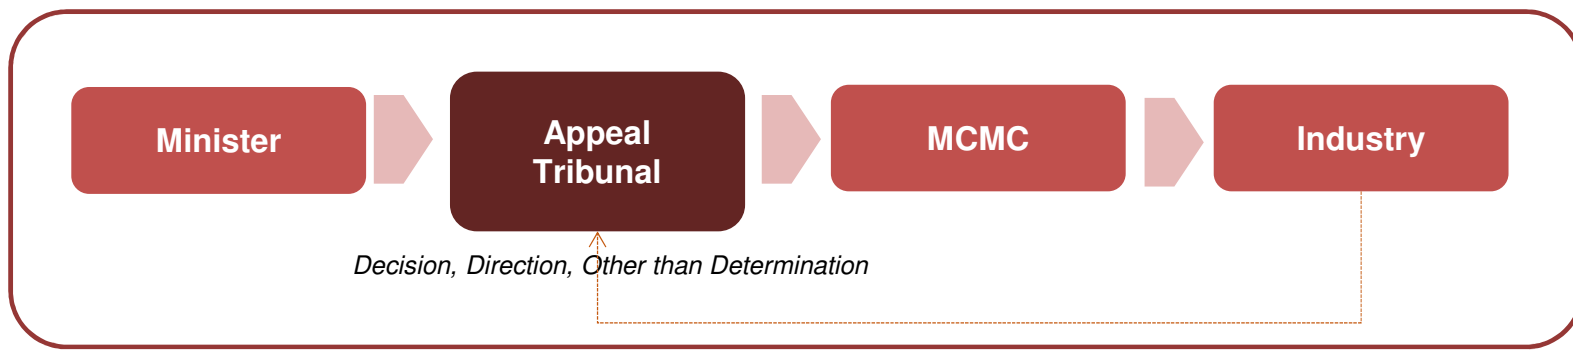 Minister
Appeal
Tribunal
MCMC
Industry
Decision, Direction, Other than Determination